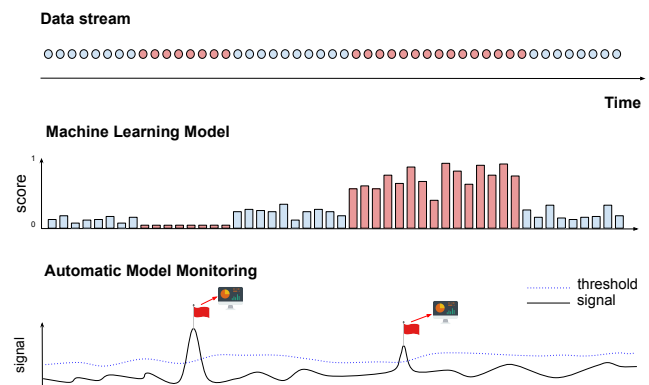 Data stream
Time
Machine Learning Model
1
score
0
Automatic Model Monitoring
threshold
signal
signal